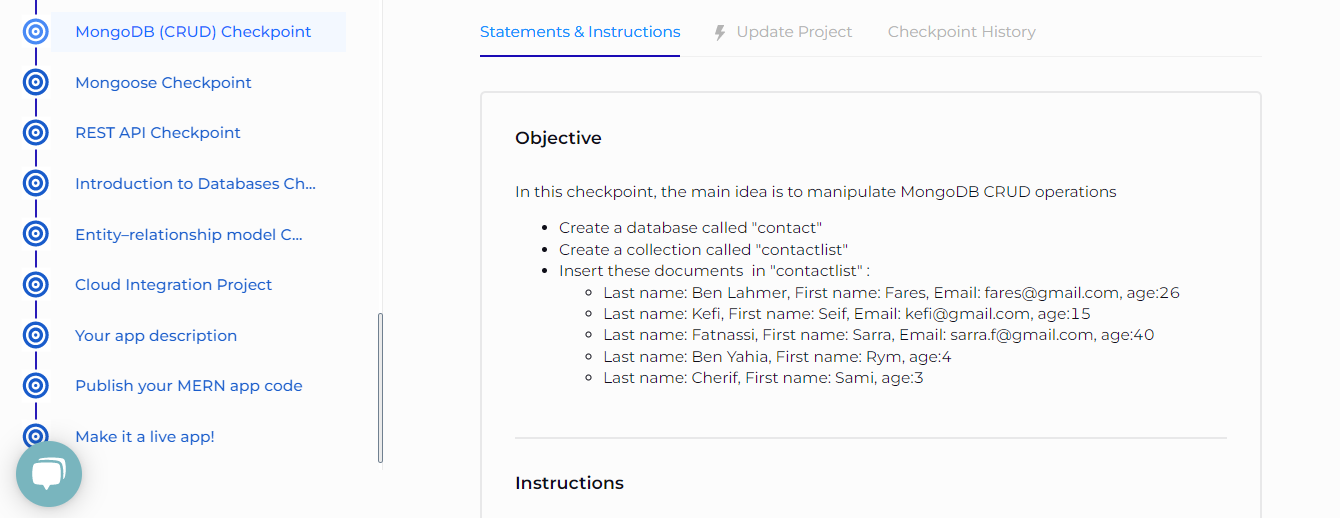 MongoDB (CRUD) Checkpoint
Mongoose Checkpoint
REST API Checkpoint
Introduction to Databases Ch...
Entity–relationship model C...
Cloud Integration Project
Your app description
Publish your MERN app code
Make it a live app!
Statements & Instructions
Update Project
Checkpoint History
Objective
In this checkpoint, the main idea is to manipulate MongoDB CRUD operations
Create a database called "contact"
Create a collection called "contactlist"
Insert these documents  in "contactlist" :
Last name: Ben Lahmer, First name: Fares, Email: fares@gmail.com, age:26
Last name: Kefi, First name: Seif, Email: kefi@gmail.com, age:15
Last name: Fatnassi, First name: Sarra, Email: sarra.f@gmail.com, age:40
Last name: Ben Yahia, First name: Rym, age:4
Last name: Cherif, First name: Sami, age:3
Instructions